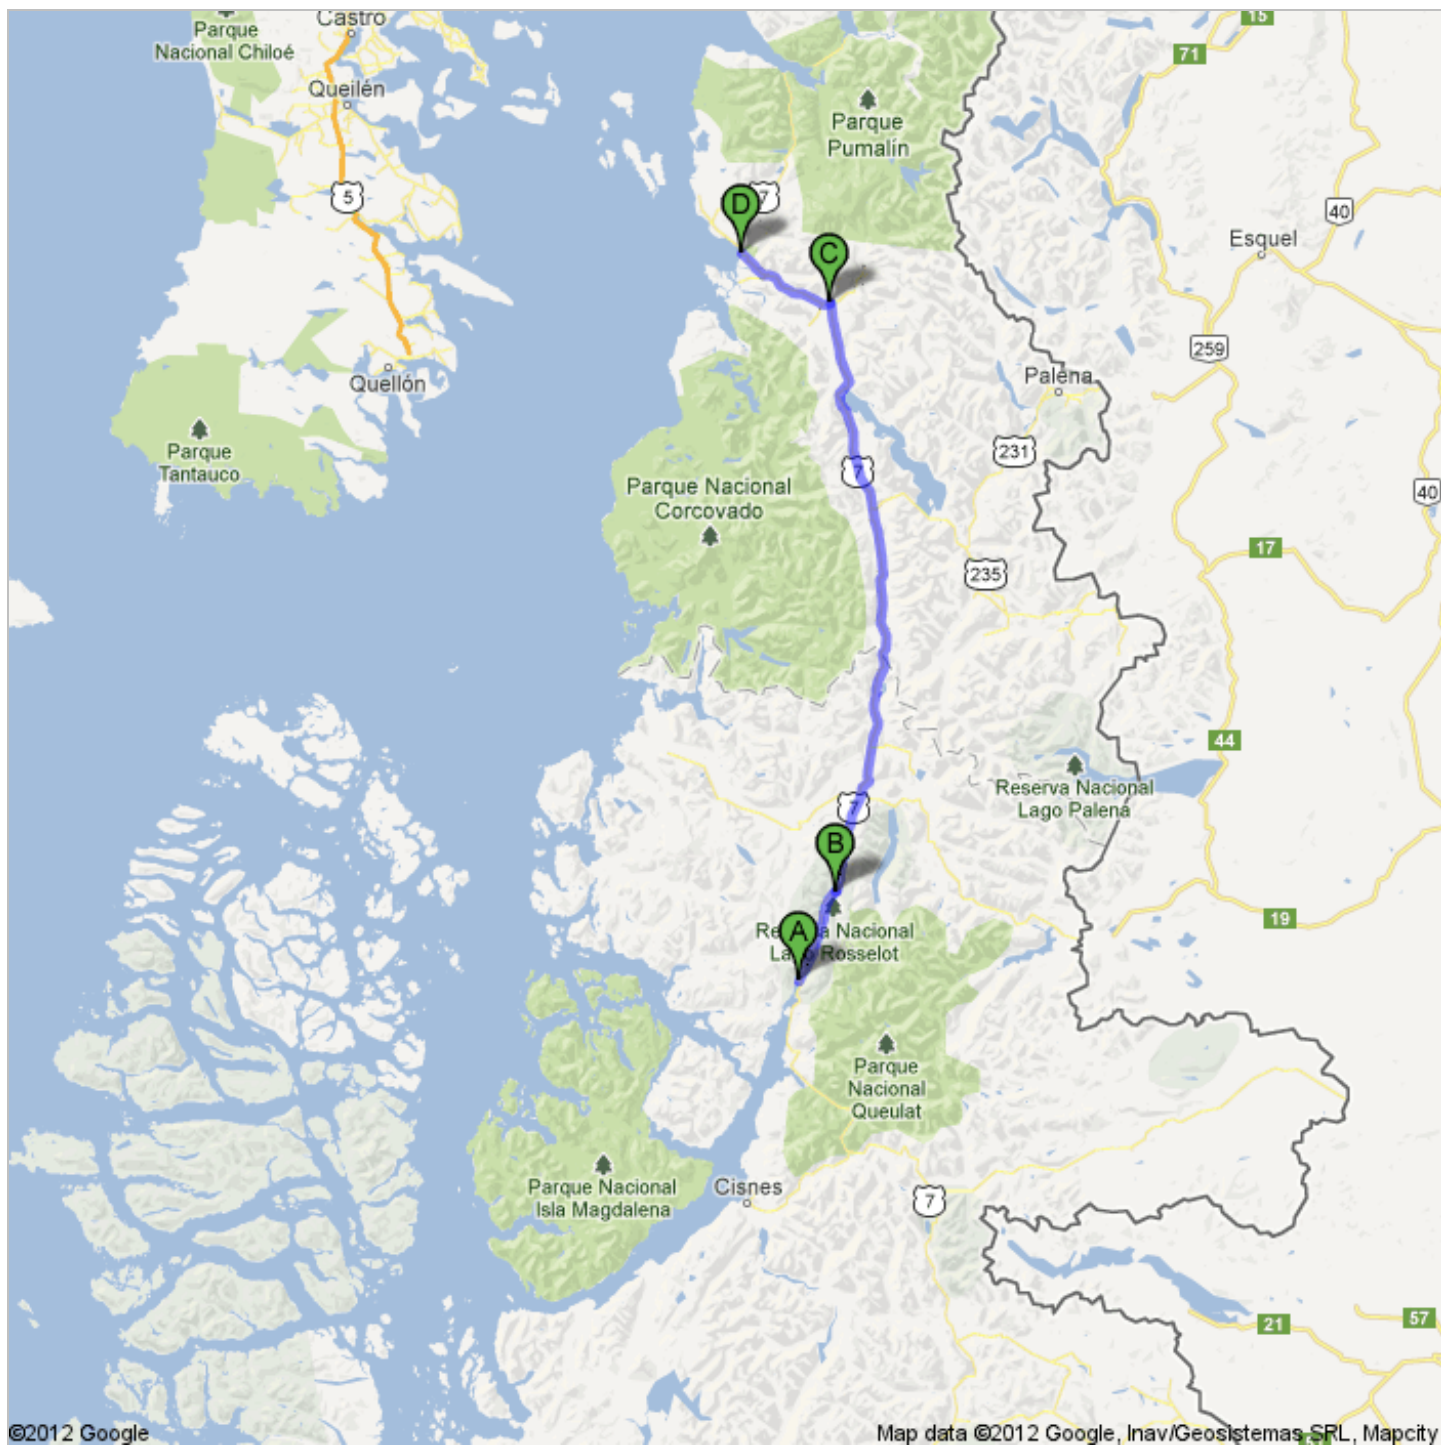 Castro
15
Parque
Nacional Chiloé
71
Queilén
Parque
Pumalín
5
7
D
40
Esquel
C
259
Palena
Quellón
Parque
Tantauco
231
7
Parque Nacional
Corcovado
40
17
235
44
Reserva Nacional
Lago Palena
7
B
19
A
Reserva Nacional
Lago Rosselot
Parque
Nacional
Queulat
Parque Nacional
Isla Magdalena
Cisnes
7
57
21
©2012 Google
Map data ©2012 Google, Inav/Geosistemas SRL, Mapcity